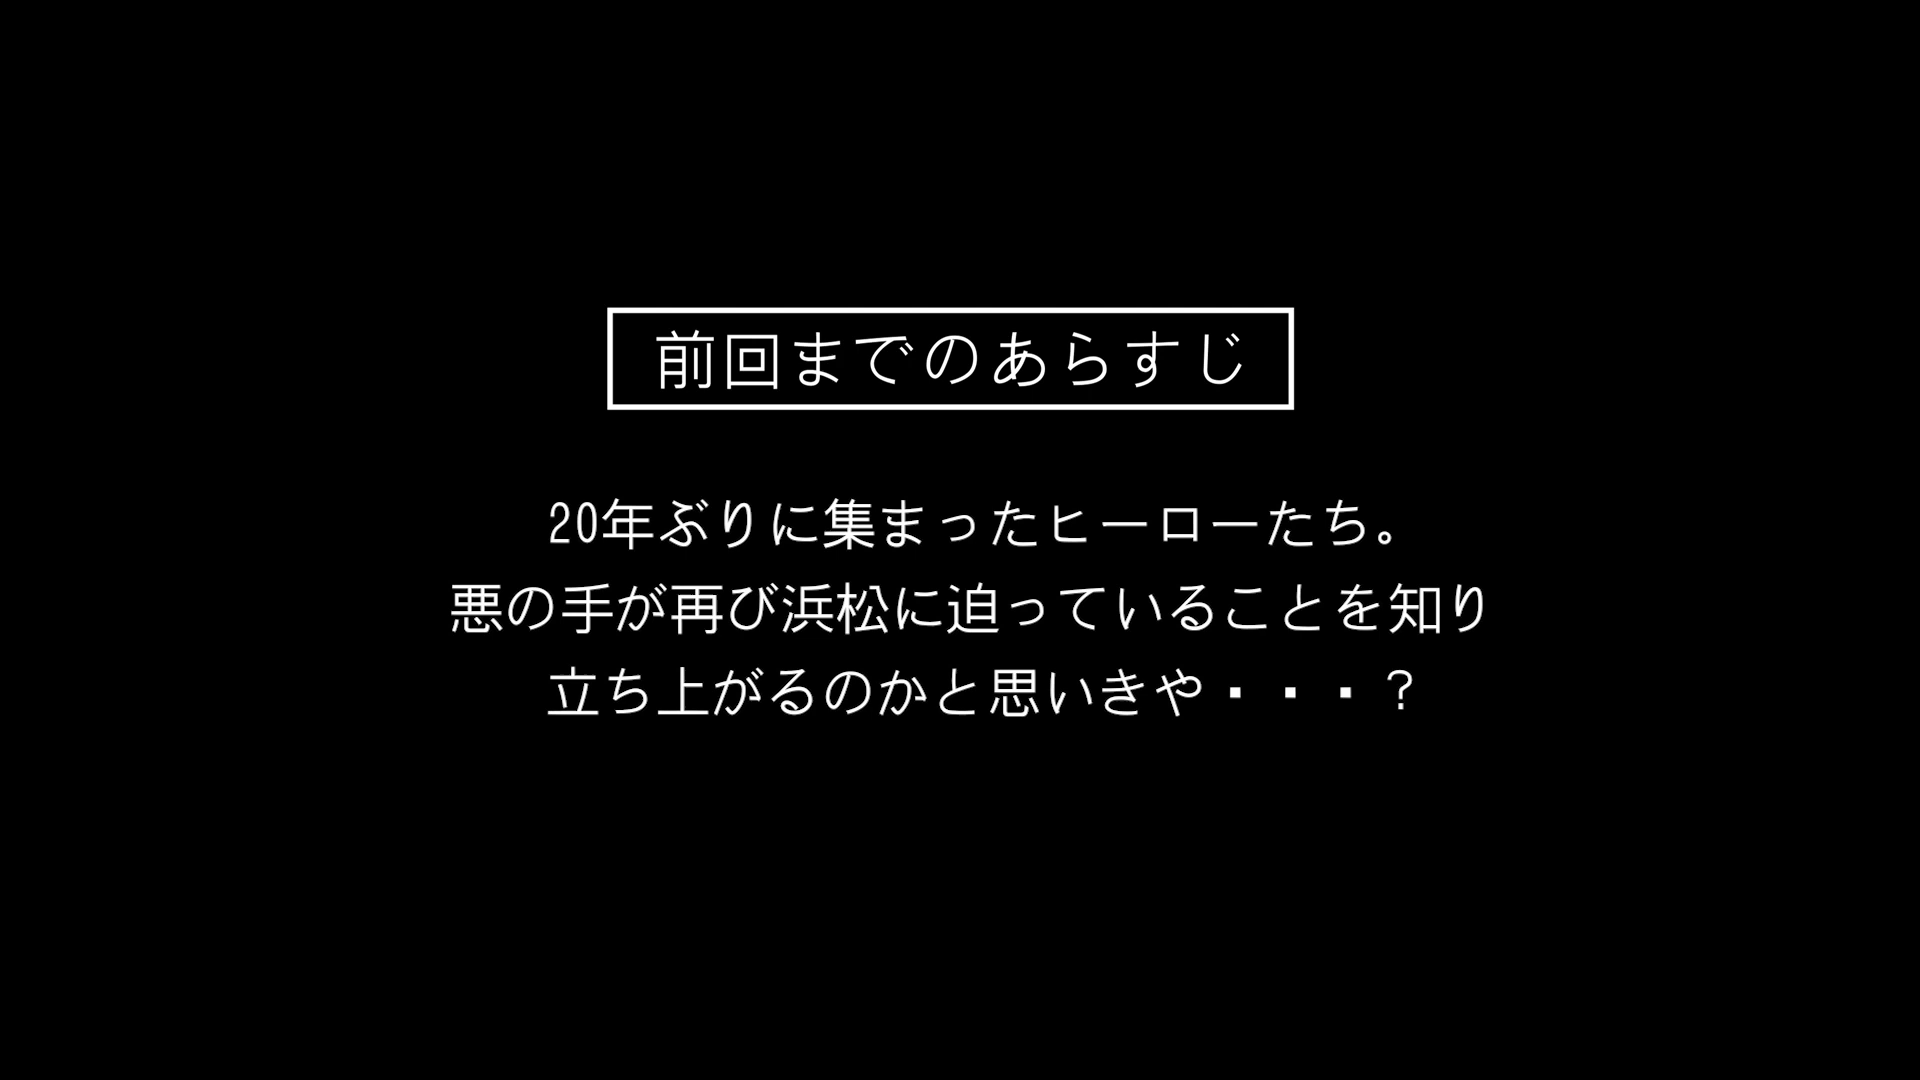 前回までのあらすじ
20年ぶりに集まったヒーローたち。
悪の手が再び浜松に迫っていることを知り
立ち上がるのかと思いきや・・・？